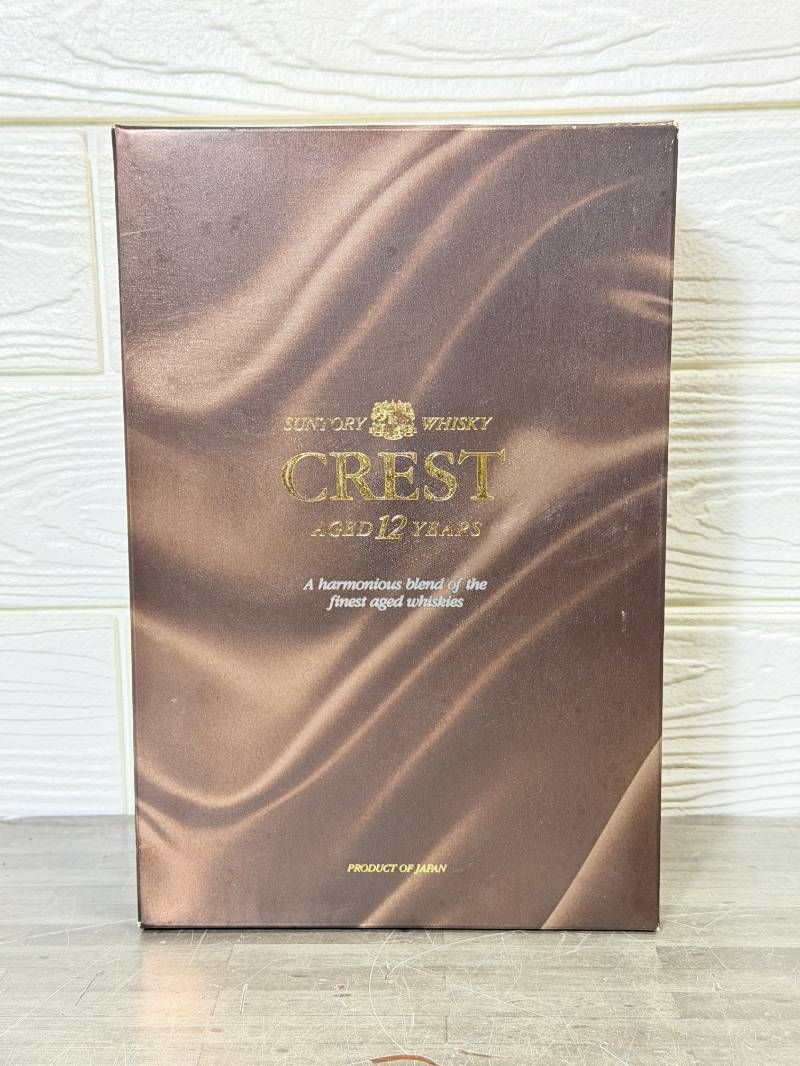 SUNTORY WHISKY
CREST
AGED 12 YEARS
A harmonious blend of the
finest aged whiskies
PRODUCT OF JAPAN